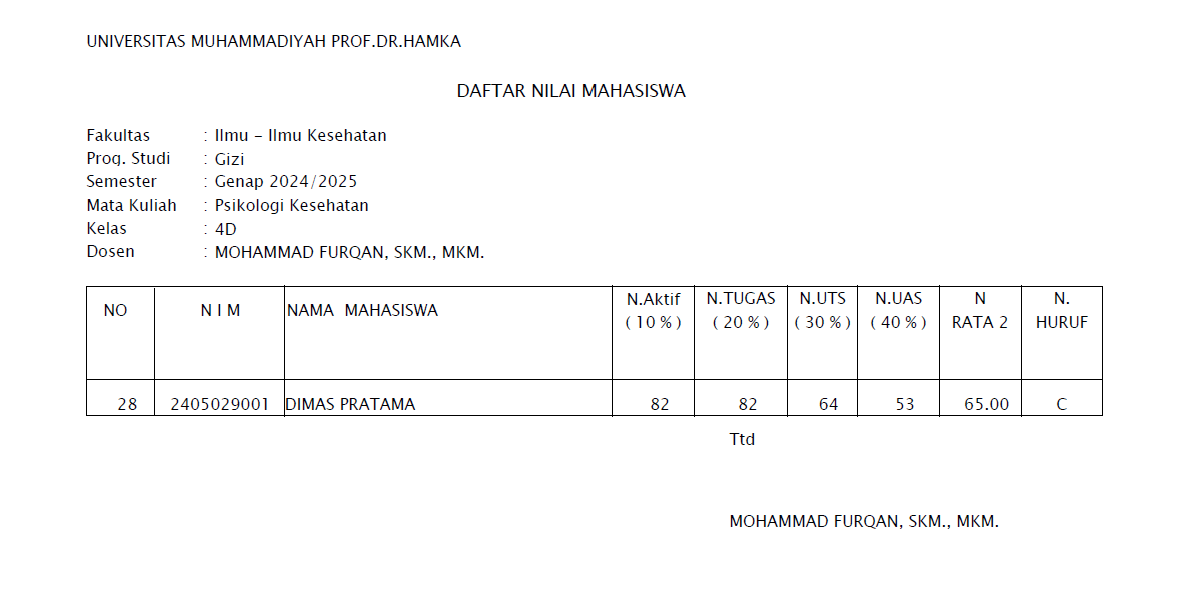 UNIVERSITAS MUHAMMADIYAH PROF.DR.HAMKA
DAFTAR NILAI MAHASISWA
Fakultas : Ilmu - Ilmu Kesehatan
Prog. Studi : Gizi
Semester : Genap 2024/2025
Mata Kuliah : Psikologi Kesehatan
Kelas : 4D
Dosen : MOHAMMAD FURQAN, SKM., MKM.
NO N I M NAMA MAHASISWA N.Aktif N.TUGAS N.UTS N.UAS N N.
( 10 % ) ( 20 % ) ( 30 % ) ( 40 % ) RATA 2 HURUF
28 2405029001 DIMAS PRATAMA 82 82 64 53 65.00 C
Ttd
MOHAMMAD FURQAN, SKM., MKM.